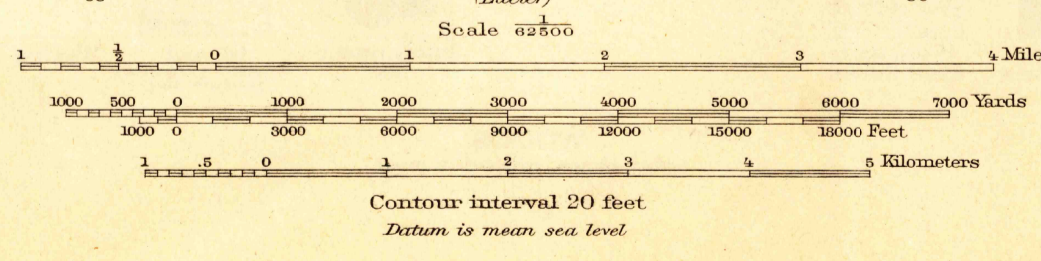 (Exeter)
Scale 1/62500
1 ½ 0 1 2 3 4 Mile
1000 500 0 1000 2000 3000 4000 5000 6000 7000 Yards
1000 0 3000 6000 9000 12000 15000 18000 Feet
1 .5 0 1 2 3 4 5 Kilometers
Contour interval 20 feet
Datum is mean sea level